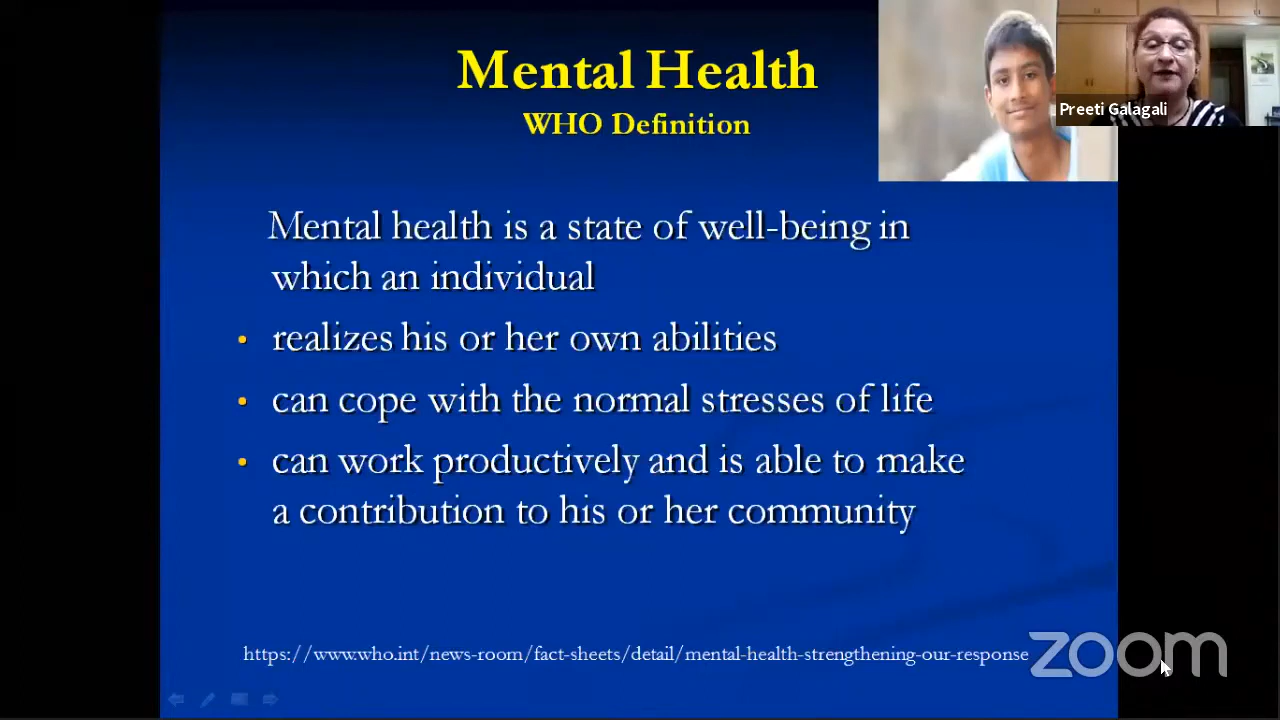 Mental Health
WHO Definition
Preeti Galagali
Mental health is a state of well-being in
which an individual
• realizes his or her own abilities
• can cope with the normal stresses of life
• can work productively and is able to make
a contribution to his or her community
https://www.who.int/news-room/fact-sheets/detail/mental-health-strengthening-our-response
zoom